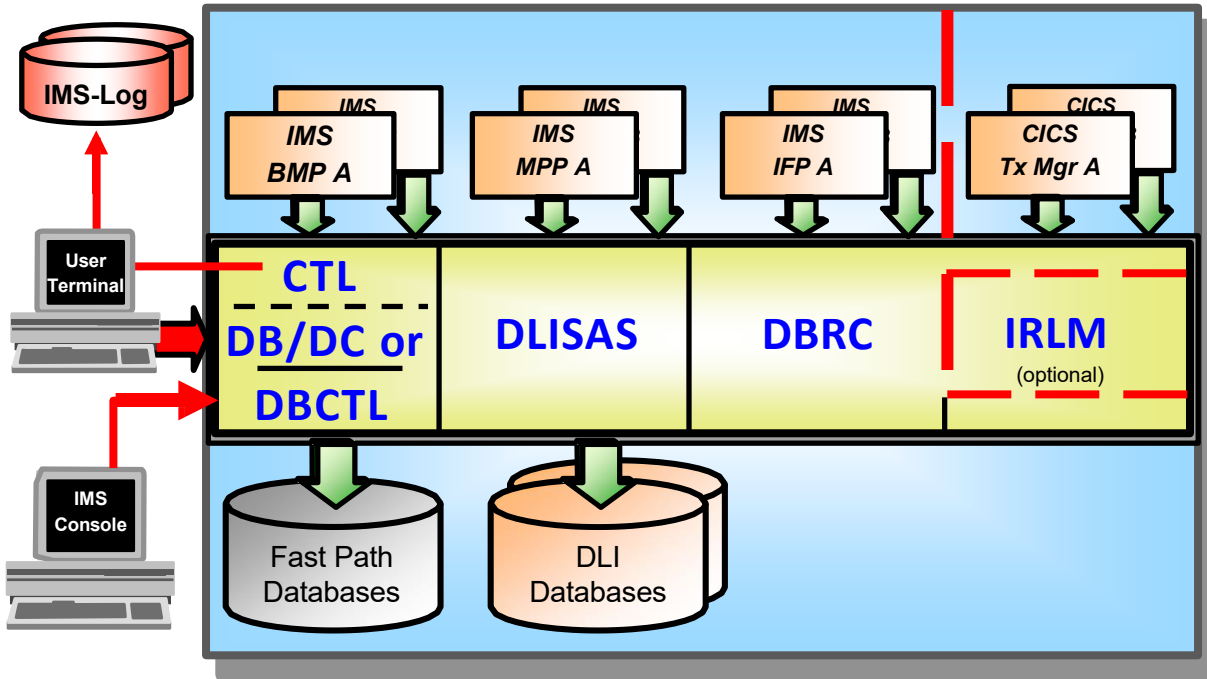 IMS-Log
IMS
IMS
BMP A
IMS
IMS
MPP A
IMS
IMS
IFP A
CICS
CICS
Tx Mgr A
User
Terminal
CTL
DB/DC or
DBCTL
DLISAS
DBRC
IRLM
(optional)
IMS
Console
Fast Path
Databases
DLI
Databases